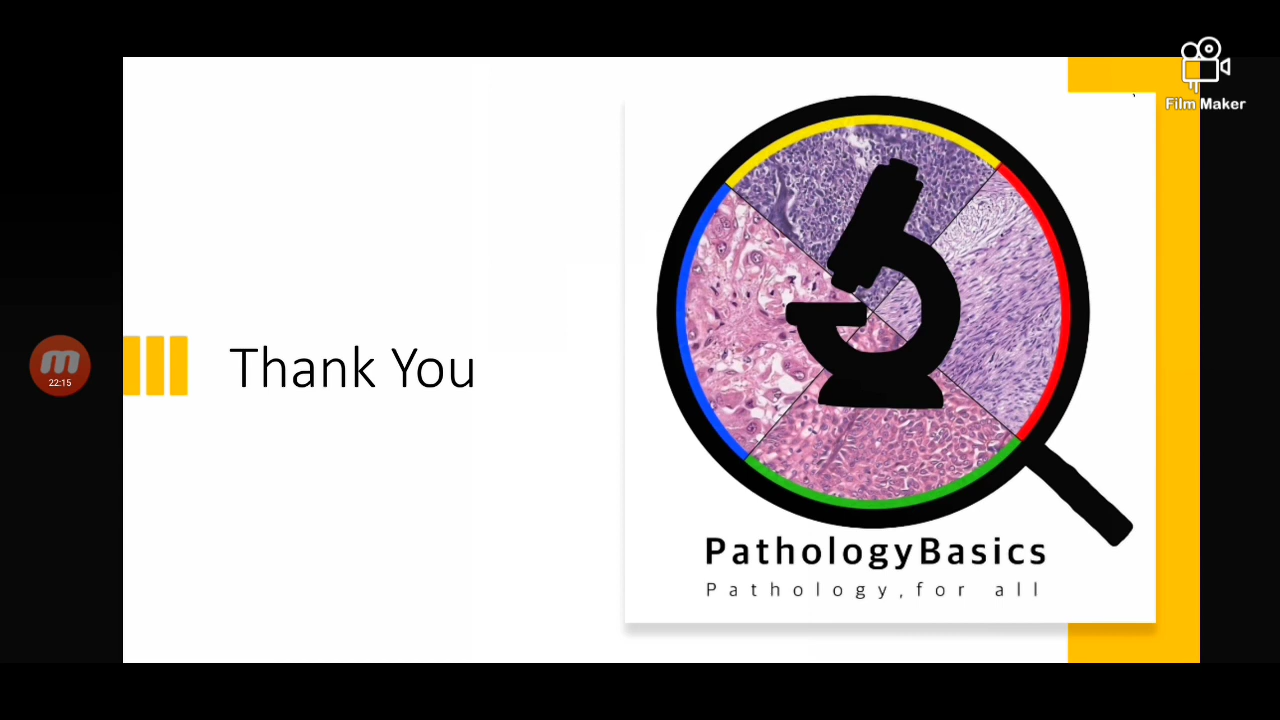 Film Maker
22:15
Thank You
PathologyBasics
Pathology,for all